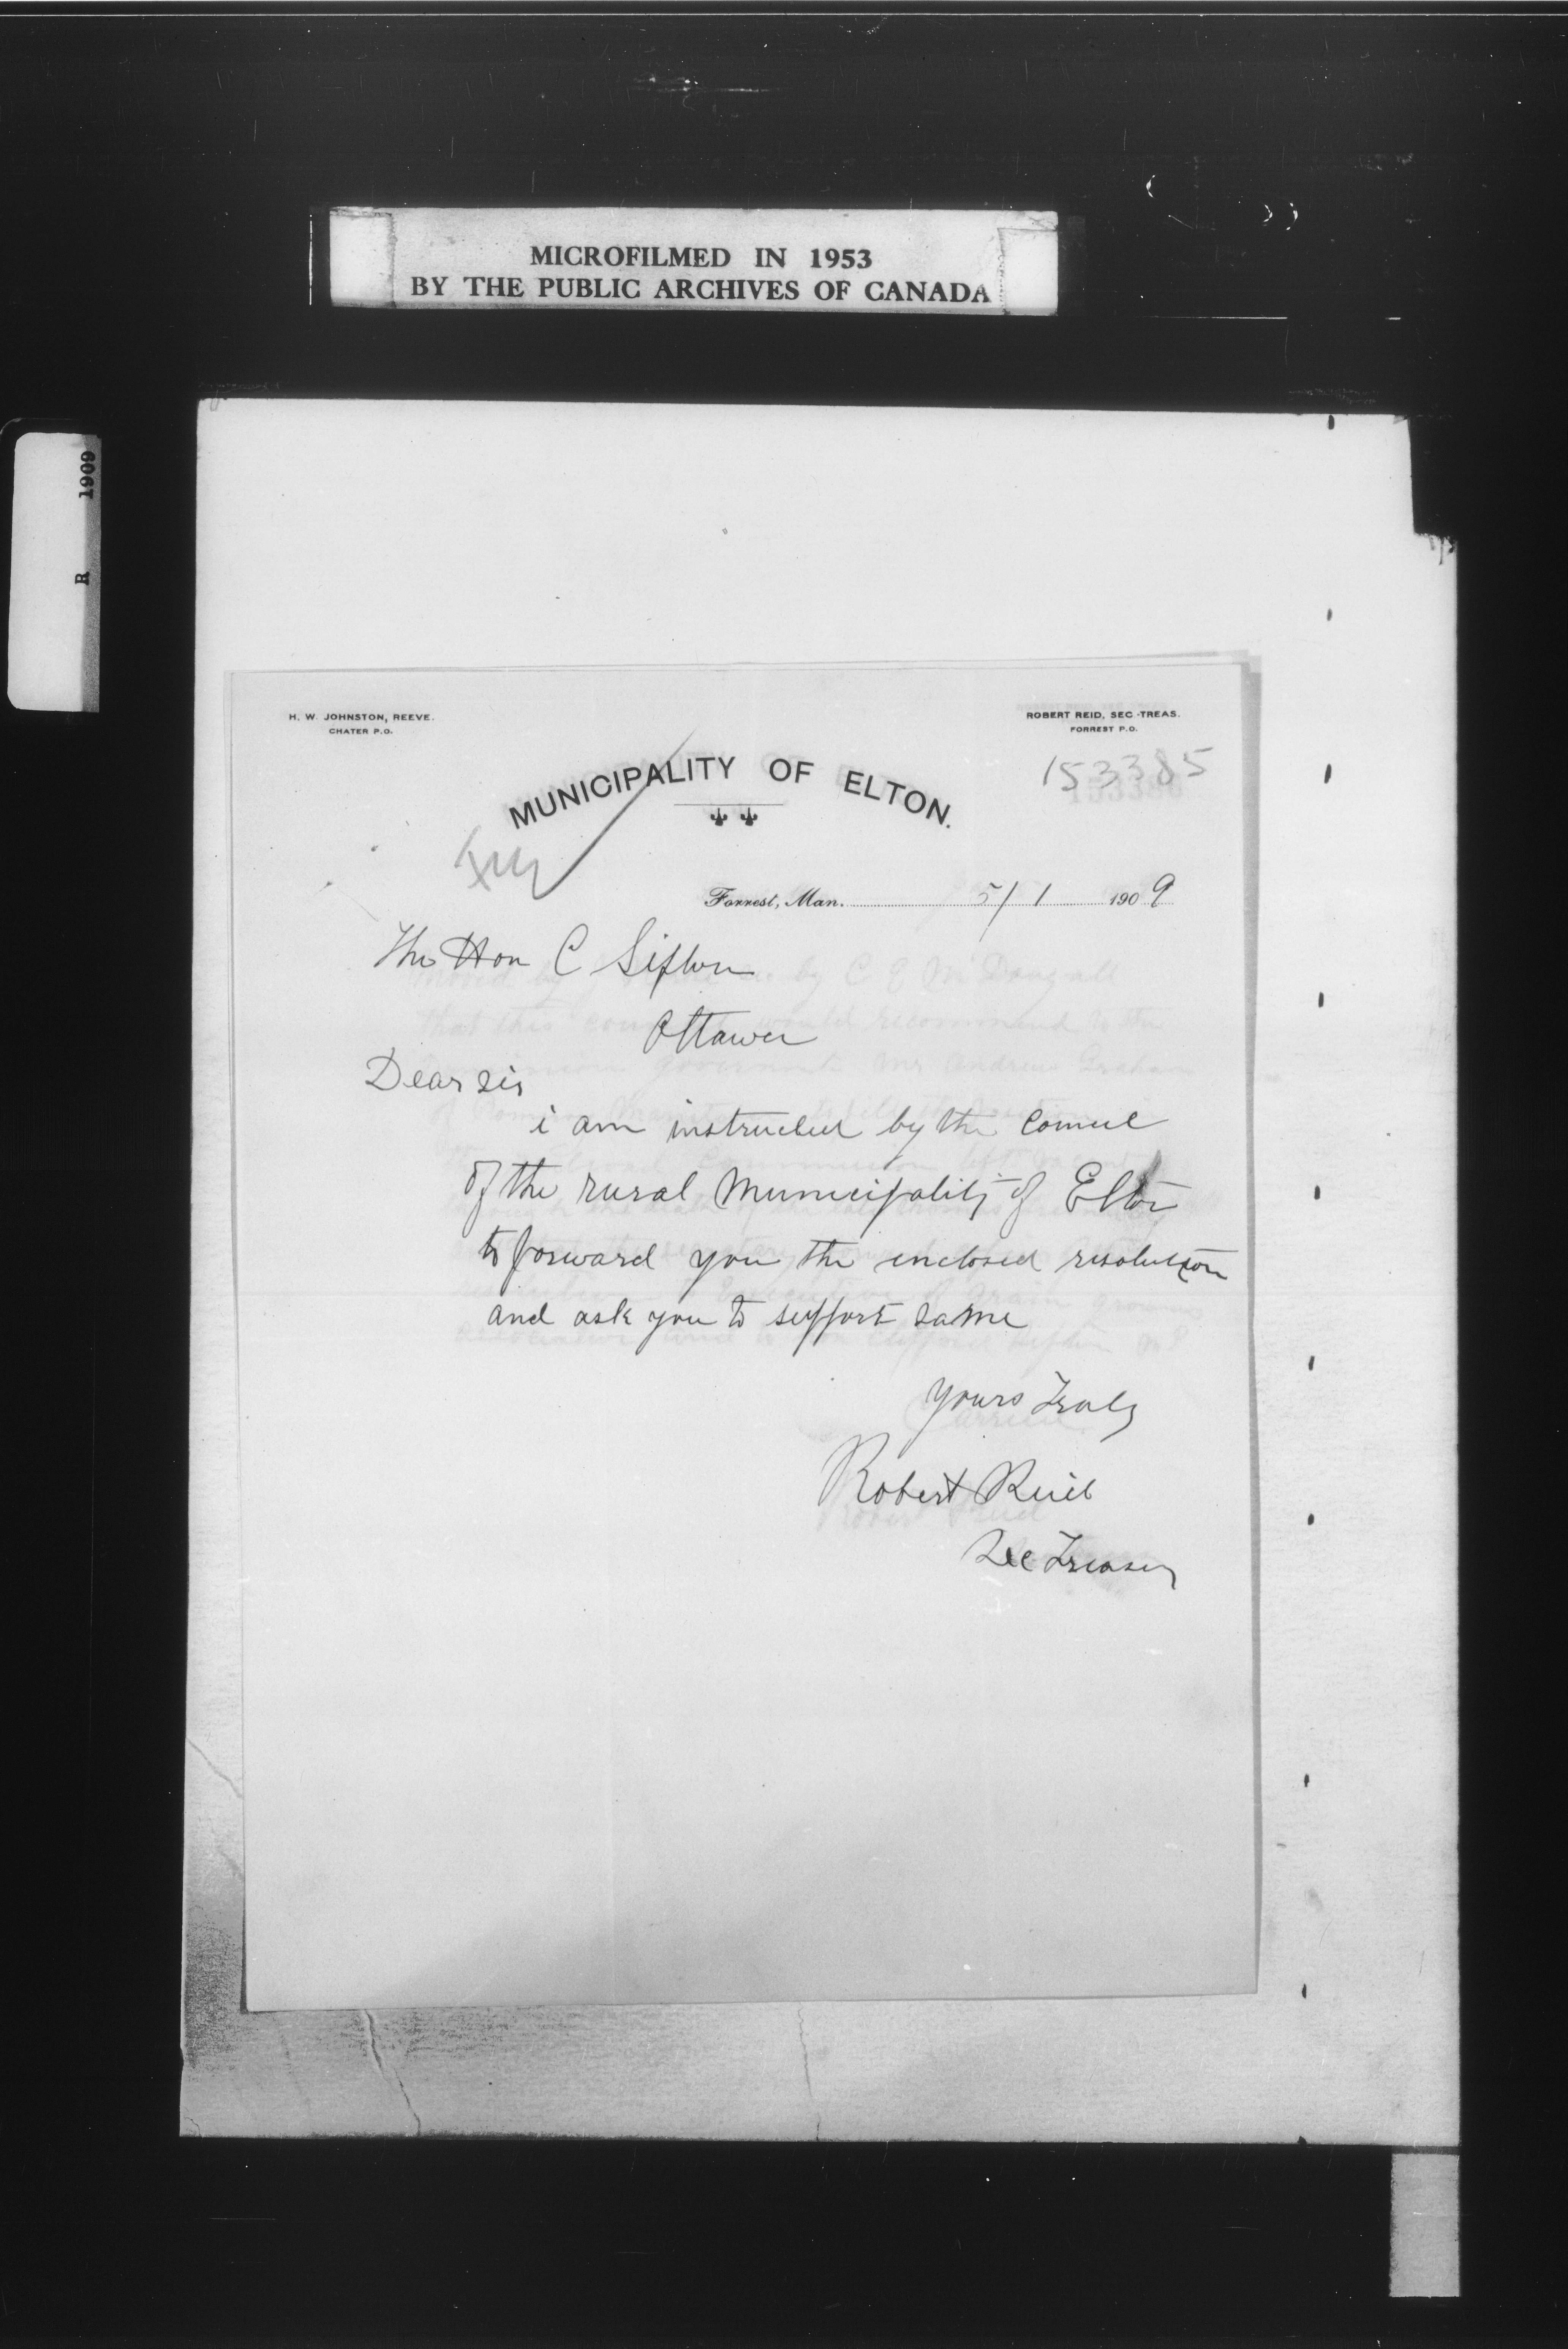 MICROFILMED IN 1953
BY THE PUBLIC ARCHIVES OF CANADA
R 1909
H. W. JOHNSTON, REEVE.
CHATER P.O.
ROBERT REID, SEC-TREAS.
FORREST P.O.
MUNICIPALITY OF ELTON.
153385
Forrest, Man. 5/1 1909
The Hon C Sifton
Ottawa
Dear Sir
i am instructed by the Council
of the rural Municipality of Elton
to forward you the enclosed resolution
and ask you to support same
Yours Truly
Robert Reid
Sec Treasur